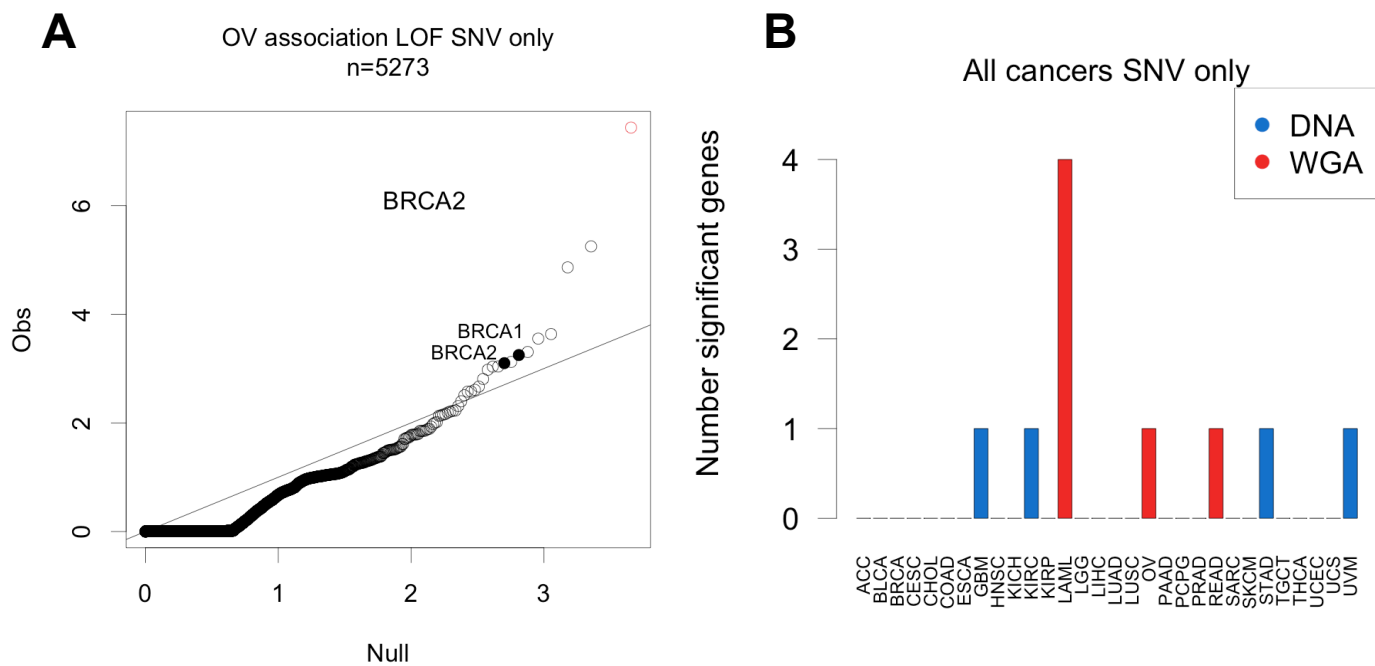 A
OV association LOF SNV only
n=5273
Obs
6
4
2
0
BRCA2
BRCA1
BRCA2
0
1
2
3
Null
B
All cancers SNV only
DNA
WGA
Number significant genes
4
3
2
1
0
ACC
BLCA
BRCA
CESC
CHOL
COAD
ESCA
GBM
HNSC
KICH
KIRC
KIRP
LAML
LGG
LIHC
LUAD
LUSC
OV
PAAD
PCPG
PRAD
READ
SARC
SKCM
STAD
TGCT
THCA
UCEC
UCS
UVM